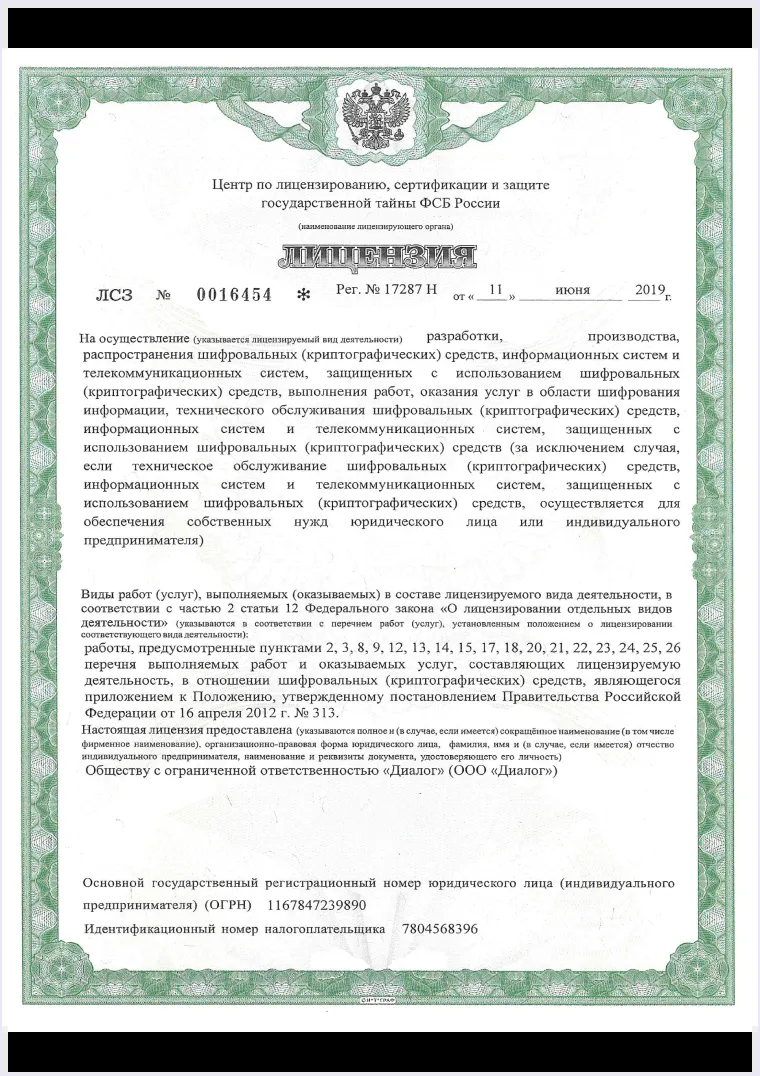 Центр по лицензированию, сертификации и защите
государственной тайны ФСБ России
(наименование лицензирующего органа)
ЛИЦЕНЗИЯ
ЛСЗ № 0016454 * Рег. № 17287 Н от « 11 » июня 2019 г.
На осуществление (указывается лицензируемый вид деятельности) разработки, производства,
распространения шифровальных (криптографических) средств, информационных систем и
телекоммуникационных систем, защищенных с использованием шифровальных
(криптографических) средств, выполнения работ, оказания услуг в области шифрования
информации, технического обслуживания шифровальных (криптографических) средств,
информационных систем и телекоммуникационных систем, защищенных с
использованием шифровальных (криптографических) средств (за исключением случая,
если техническое обслуживание шифровальных (криптографических) средств,
информационных систем и телекоммуникационных систем, защищенных с
использованием шифровальных (криптографических) средств, осуществляется для
обеспечения собственных нужд юридического лица или индивидуального
предпринимателя)
Виды работ (услуг), выполняемых (оказываемых) в составе лицензируемого вида деятельности, в
соответствии с частью 2 статьи 12 Федерального закона «О лицензировании отдельных видов
деятельности» (указываются в соответствии с перечнем работ (услуг), установленным положением о лицензировании
соответствующего вида деятельности):
работы, предусмотренные пунктами 2, 3, 8, 9, 12, 13, 14, 15, 17, 18, 20, 21, 22, 23, 24, 25, 26
перечня выполняемых работ и оказываемых услуг, составляющих лицензируемую
деятельность, в отношении шифровальных (криптографических) средств, являющегося
приложением к Положению, утвержденному постановлением Правительства Российской
Федерации от 16 апреля 2012 г. № 313.
Настоящая лицензия предоставлена (указываются полное и (в случае, если имеется) сокращённое наименование (в том числе
фирменное наименование), организационно-правовая форма юридического лица, фамилия, имя и (в случае, если имеется) отчество
индивидуального предпринимателя, наименование и реквизиты документа, удостоверяющего его личность)
Обществу с ограниченной ответственностью «Диалог» (ООО «Диалог»)
Основной государственный регистрационный номер юридического лица (индивидуального
предпринимателя) (ОГРН) 1167847239890
Идентификационный номер налогоплательщика 7804568396